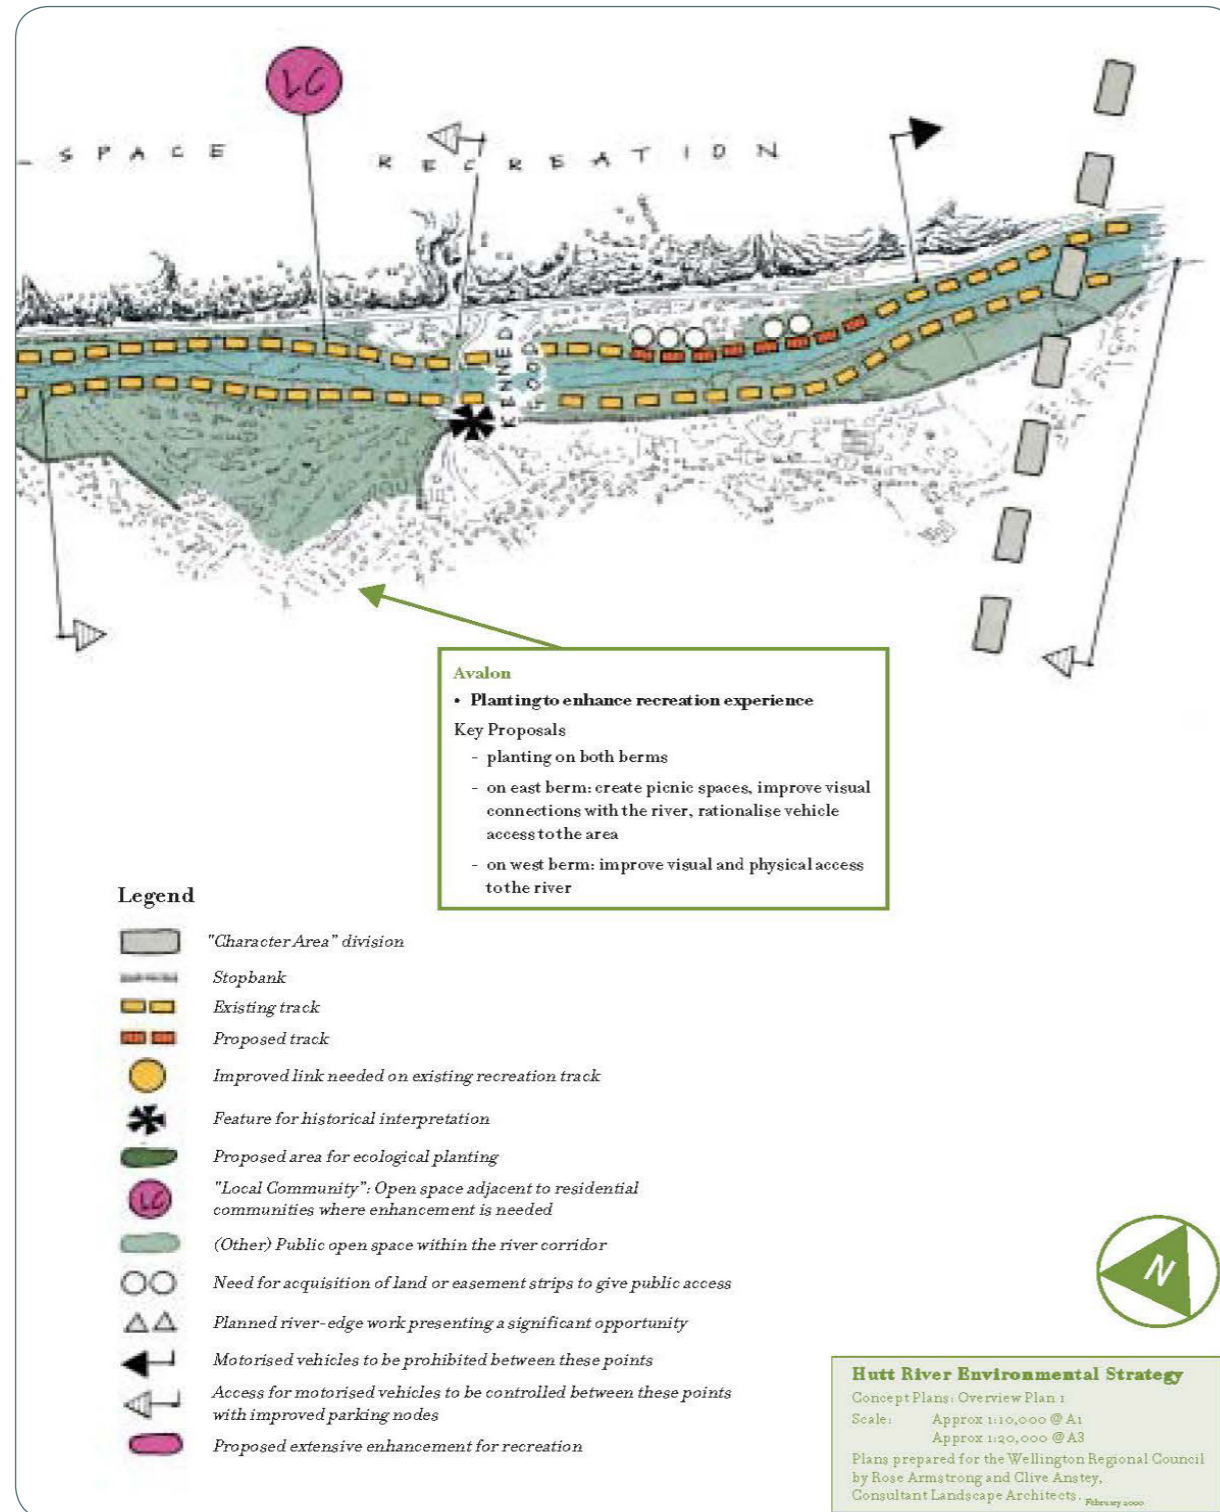 LC
- SPACE RECREATION
KENNEDY
GOOD
Avalon
• Planting to enhance recreation experience
Key Proposals
- planting on both berms
- on east berm: create picnic spaces, improve visual
connections with the river, rationalise vehicle
access to the area
- on west berm: improve visual and physical access
to the river
Legend
"Character Area" division
Stopbank
Existing track
Proposed track
Improved link needed on existing recreation track
Feature for historical interpretation
Proposed area for ecological planting
LC
"Local Community": Open space adjacent to residential
communities where enhancement is needed
(Other) Public open space within the river corridor
Need for acquisition of land or easement strips to give public access
Planned river-edge work presenting a significant opportunity
Motorised vehicles to be prohibited between these points
Access for motorised vehicles to be controlled between these points
with improved parking nodes
Proposed extensive enhancement for recreation
N
Hutt River Environmental Strategy
Concept Plans: Overview Plan 1
Scale: Approx 1:10,000 @ A1
Approx 1:20,000 @ A3
Plans prepared for the Wellington Regional Council
by Rose Armstrong and Clive Anstey,
Consultant Landscape Architects. February 2000